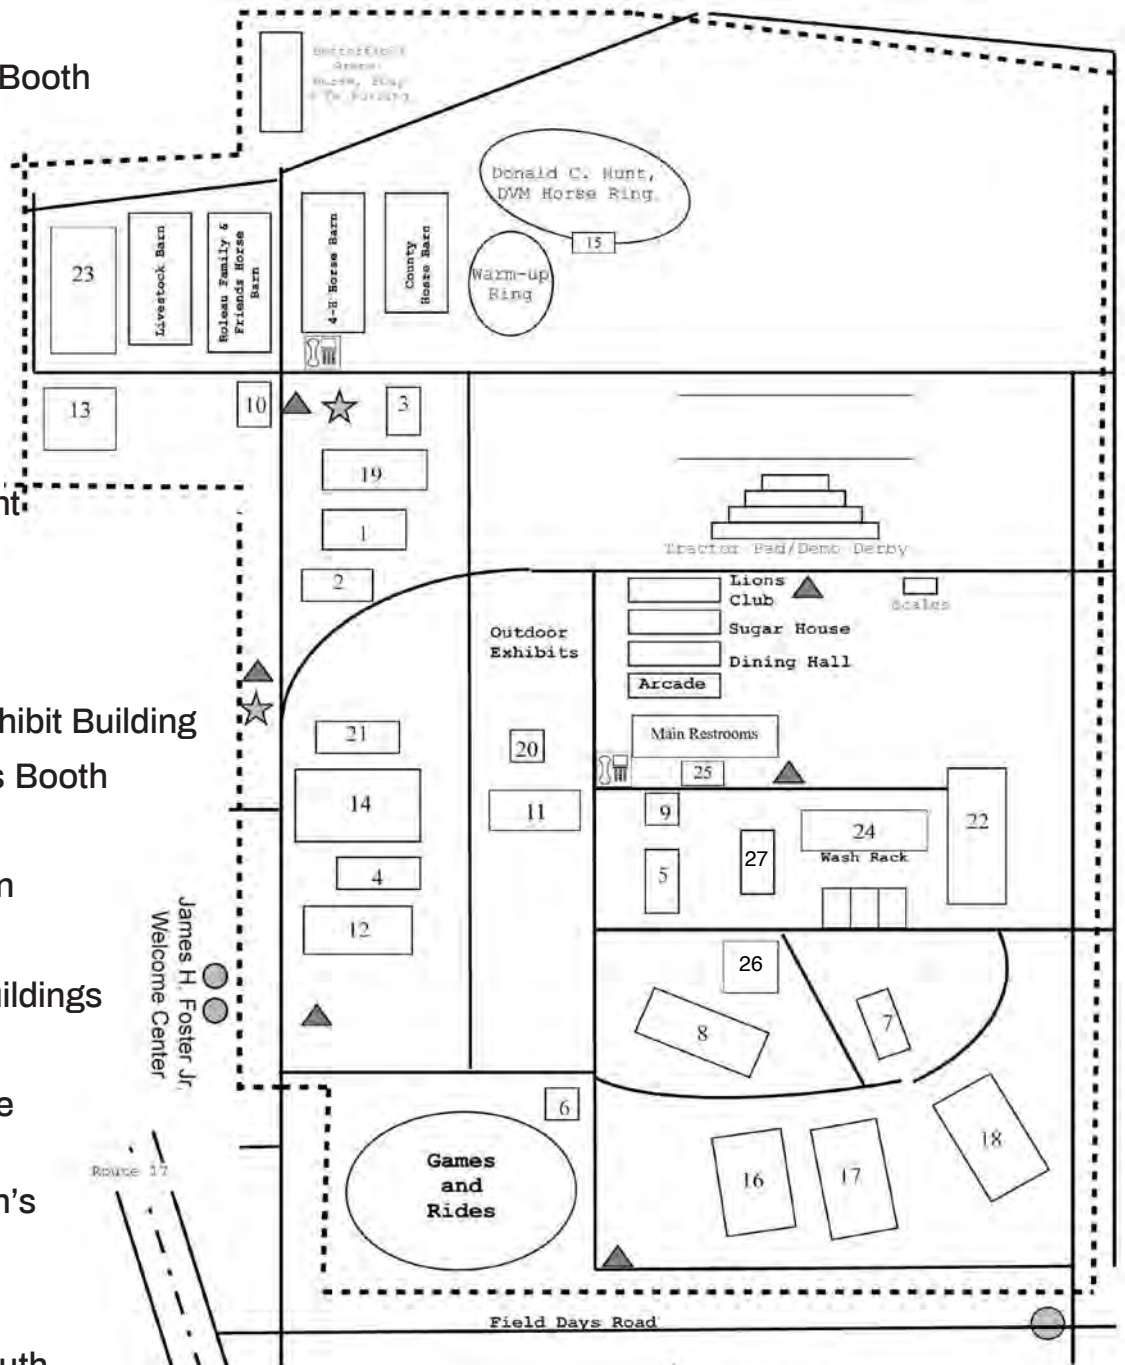 Booth
Arena
Donald C. Hunt,
DVM Horse Ring
15
Warm-up
Ring
23
Livestock Barn
Roleau Family &
Friends Horse
Barn
4-H Horse Barn
County
Hosre Barn
13
10
3
19
1
2
nt
Tractor Pad/Demo Derby
Lions
Club
Scales
Sugar House
Dining Hall
Arcade
Outdoor
Exhibits
Main Restrooms
hibit Building
s Booth
21
20
25
14
11
9
24
22
Wash Rack
27
5
4
12
n
James H. Foster Jr.
Welcome Center
ildings
26
8
7
e
6
Games
and
Rides
16
17
18
Route 17
n's
Field Days Road
uth